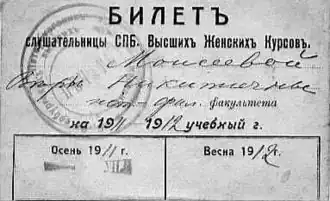 БИЛЕТЪ
слушательницы СПБ. Высшихъ Женскихъ Курсовъ.
Моисеевой
Вѣры Никитичны
ист.-фил. факультета
на 1911 1912 учебный г.
Осень 1911 г. Весна 1912 г.